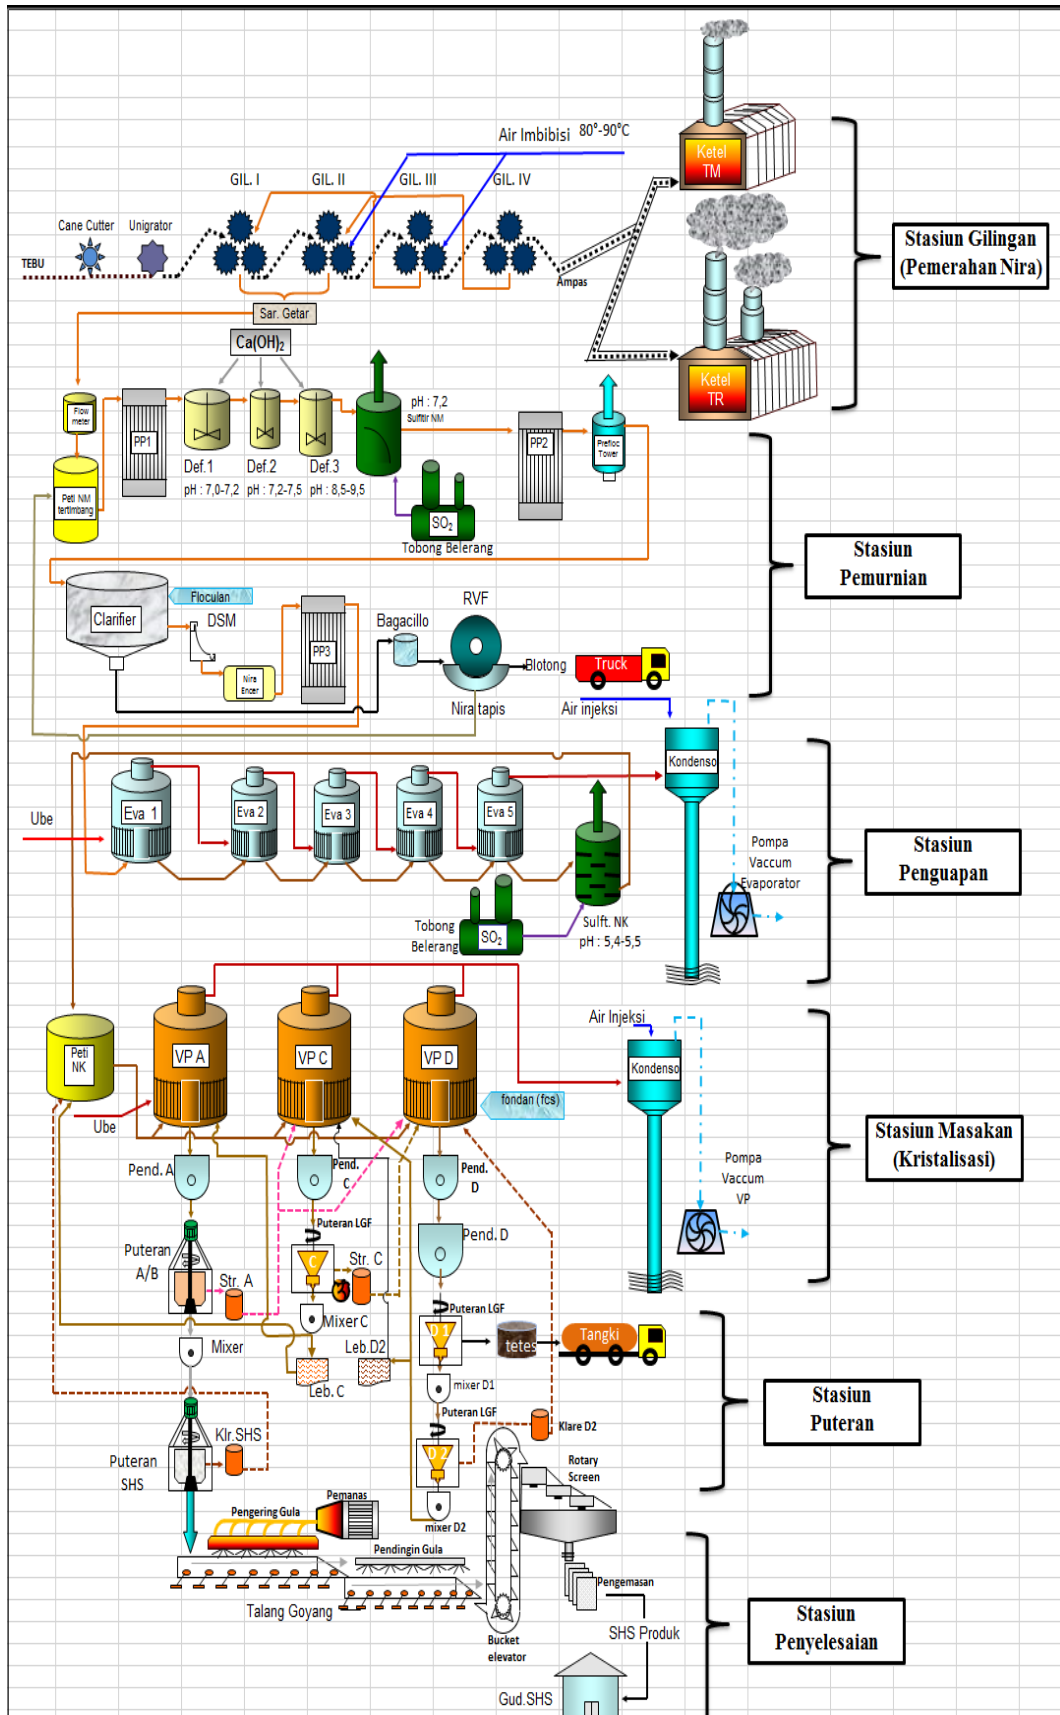 Air Imbibisi 80°-90°C
Ketel
TM
GIL. I
GIL. II
GIL. III
GIL. IV
Cane Cutter
Unigrator
TEBU
Ampas
Stasiun Gilingan
(Pemerahan Nira)
Sar. Getar
Ca(OH)2
Ketel
TR
Flow
meter
PP1
pH : 7,2
Sulfitir NM
PP2
Prefloc
Tower
Def.1
Def.2
Def.3
pH : 7,0-7,2
pH : 7,2-7,5
pH : 8,5-9,5
Peti NM
tertimbang
SO2
Tobong Belerang
Stasiun
Pemurnian
Clarifier
Floculan
DSM
PP3
Nira
Encer
Bagacillo
RVF
Blotong
Truck
Nira tapis
Air injeksi
Kondenso
Ube
Eva 1
Eva 2
Eva 3
Eva 4
Eva 5
Pompa
Vaccum
Evaporator
Stasiun
Penguapan
Tobong
Belerang
SO2
Sulft. NK
pH : 5,4-5,5
Peti
NK
VP A
VP C
VP D
Air Injeksi
Kondenso
fondan (fcs)
Ube
Stasiun Masakan
(Kristalisasi)
Pend. A
Pend.
C
Pend.
D
Pompa
Vaccum
VP
Puteran LGF
Pend. D
Puteran
A/B
C
Str. C
Str. A
Mixer C
Puteran LGF
D 1
tetes
Tangki
Mixer
Leb.D2
Leb. C
mixer D1
Stasiun
Puteran
Puteran LGF
Klare D2
Klr.SHS
Puteran
SHS
D 2
Rotary
Screen
Pemanas
Pengering Gula
mixer D2
Pendingin Gula
Pengemasan
Talang Goyang
SHS Produk
Bucket
elevator
Stasiun
Penyelesaian
Gud.SHS